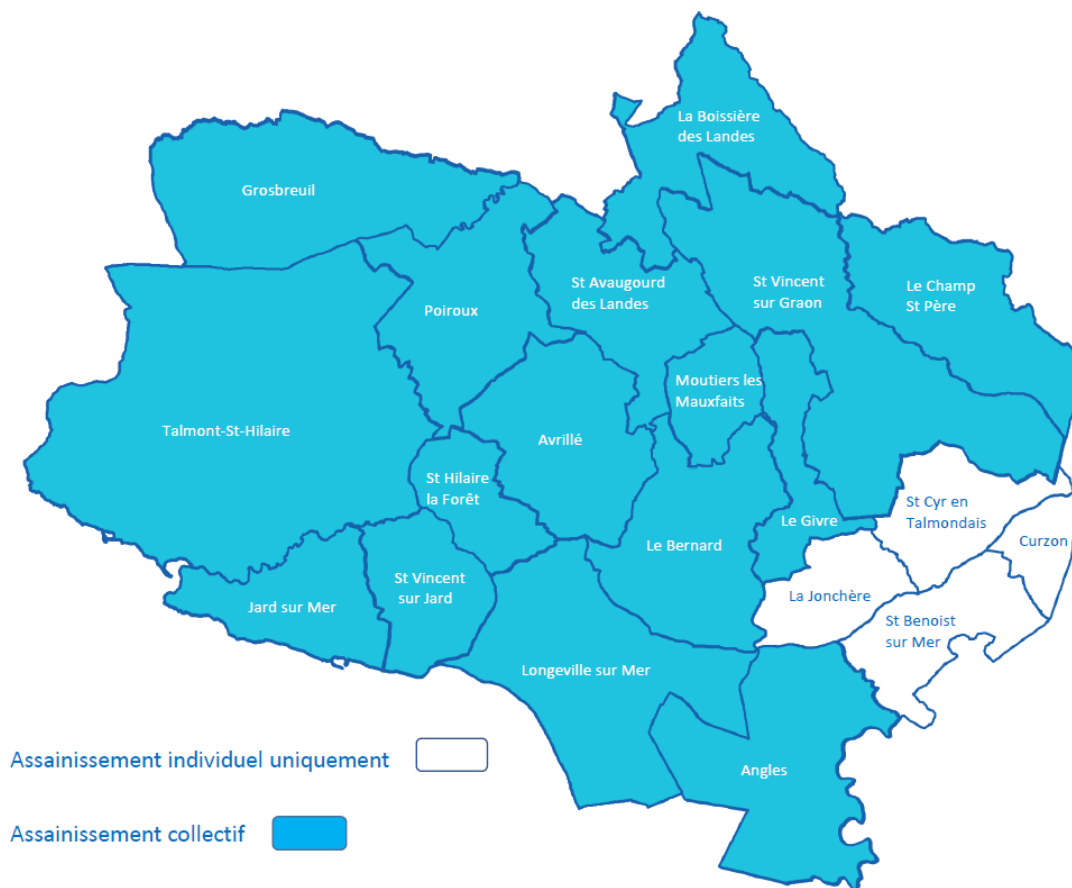 La Boissière
des Landes
Grosbreuil
St Avaugourd
des Landes
St Vincent
sur Graon
Le Champ
St Père
Poiroux
Moutiers les
Mauxfaits
Talmont-St-Hilaire
Avrillé
St Hilaire
la Forêt
St Cyr en
Talmondais
Le Givre
Curzon
Le Bernard
St Vincent
sur Jard
La Jonchère
Jard sur Mer
St Benoist
sur Mer
Longeville sur Mer
Angles
Assainissement individuel uniquement
Assainissement collectif